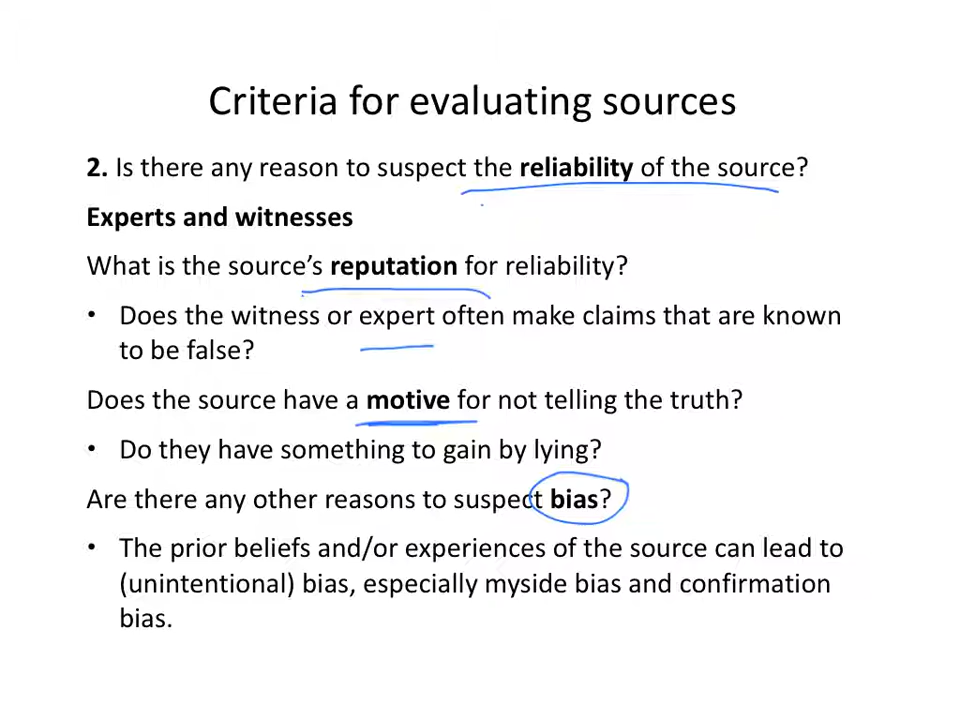 Criteria for evaluating sources
2. Is there any reason to suspect the reliability of the source?
Experts and witnesses
What is the source’s reputation for reliability?
• Does the witness or expert often make claims that are known
to be false?
Does the source have a motive for not telling the truth?
• Do they have something to gain by lying?
Are there any other reasons to suspect bias?
• The prior beliefs and/or experiences of the source can lead to
(unintentional) bias, especially myside bias and confirmation
bias.